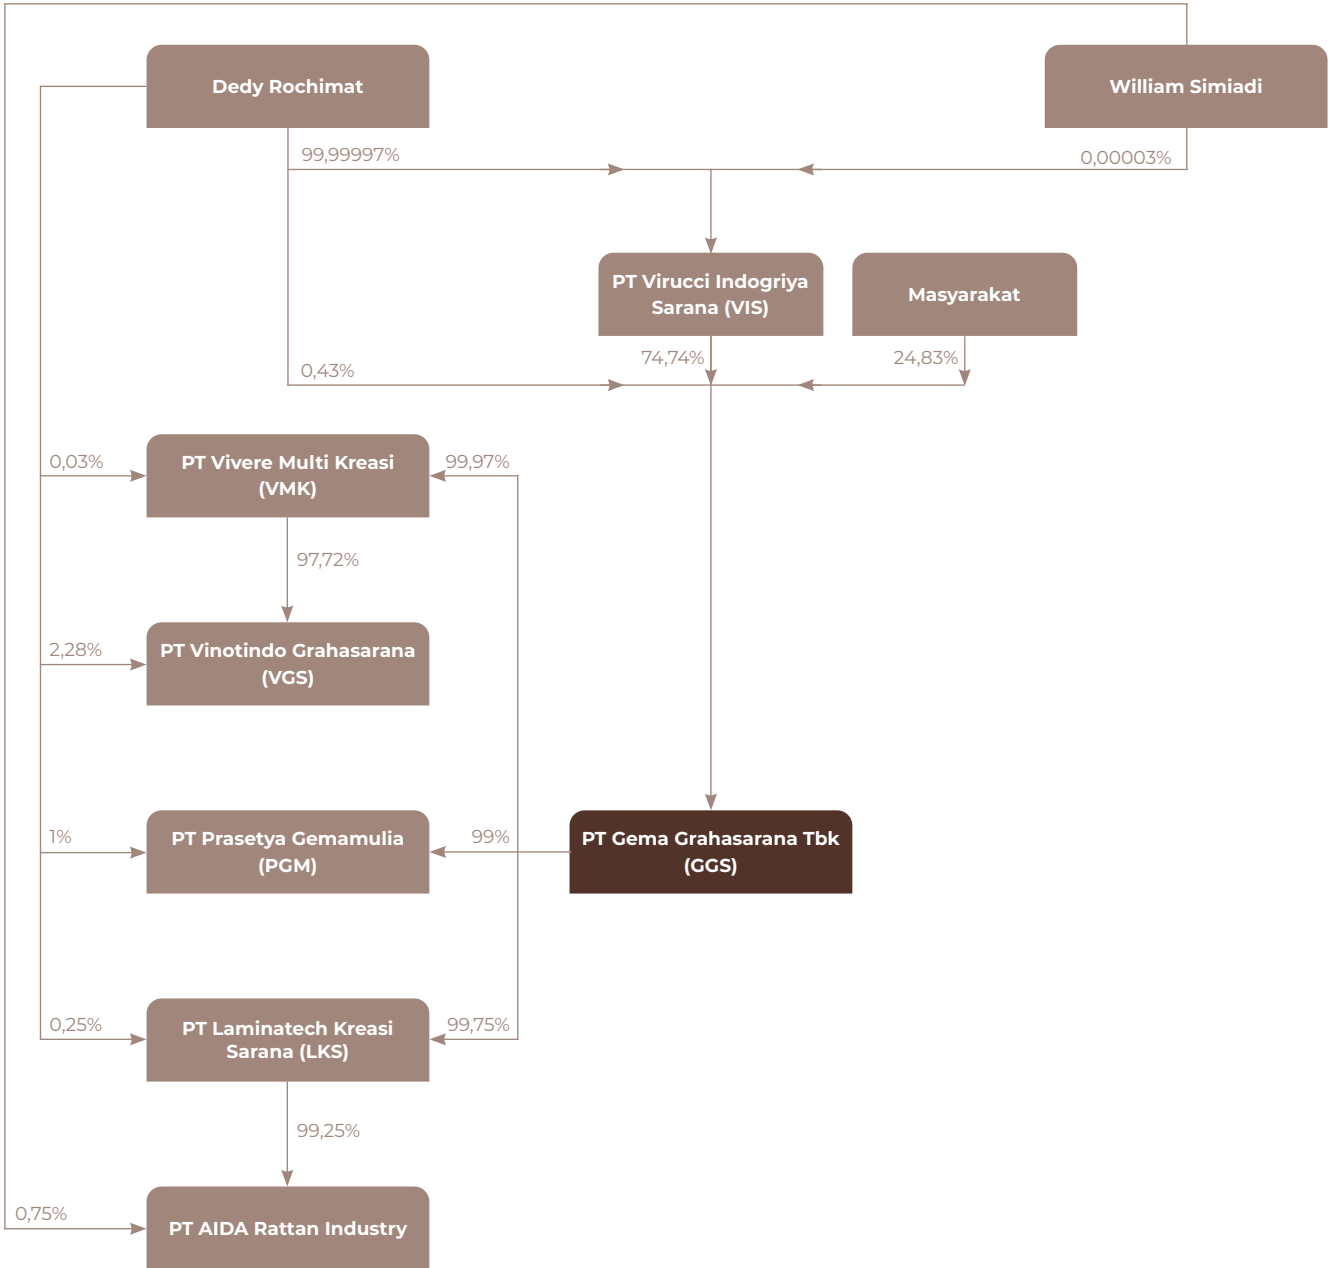 Dedy Rochimat
William Simiadi
99,99997%
0,00003%
PT Virucci Indogriya
Sarana (VIS)
Masyarakat
74,74%
24,83%
0,43%
0,03%
PT Vivere Multi Kreasi
(VMK)
99,97%
97,72%
2,28%
PT Vinotindo Grahasarana
(VGS)
1%
PT Prasetya Gemamulia
(PGM)
99%
PT Gema Grahasarana Tbk
(GGS)
0,25%
PT Laminatech Kreasi
Sarana (LKS)
99,75%
99,25%
0,75%
PT AIDA Rattan Industry